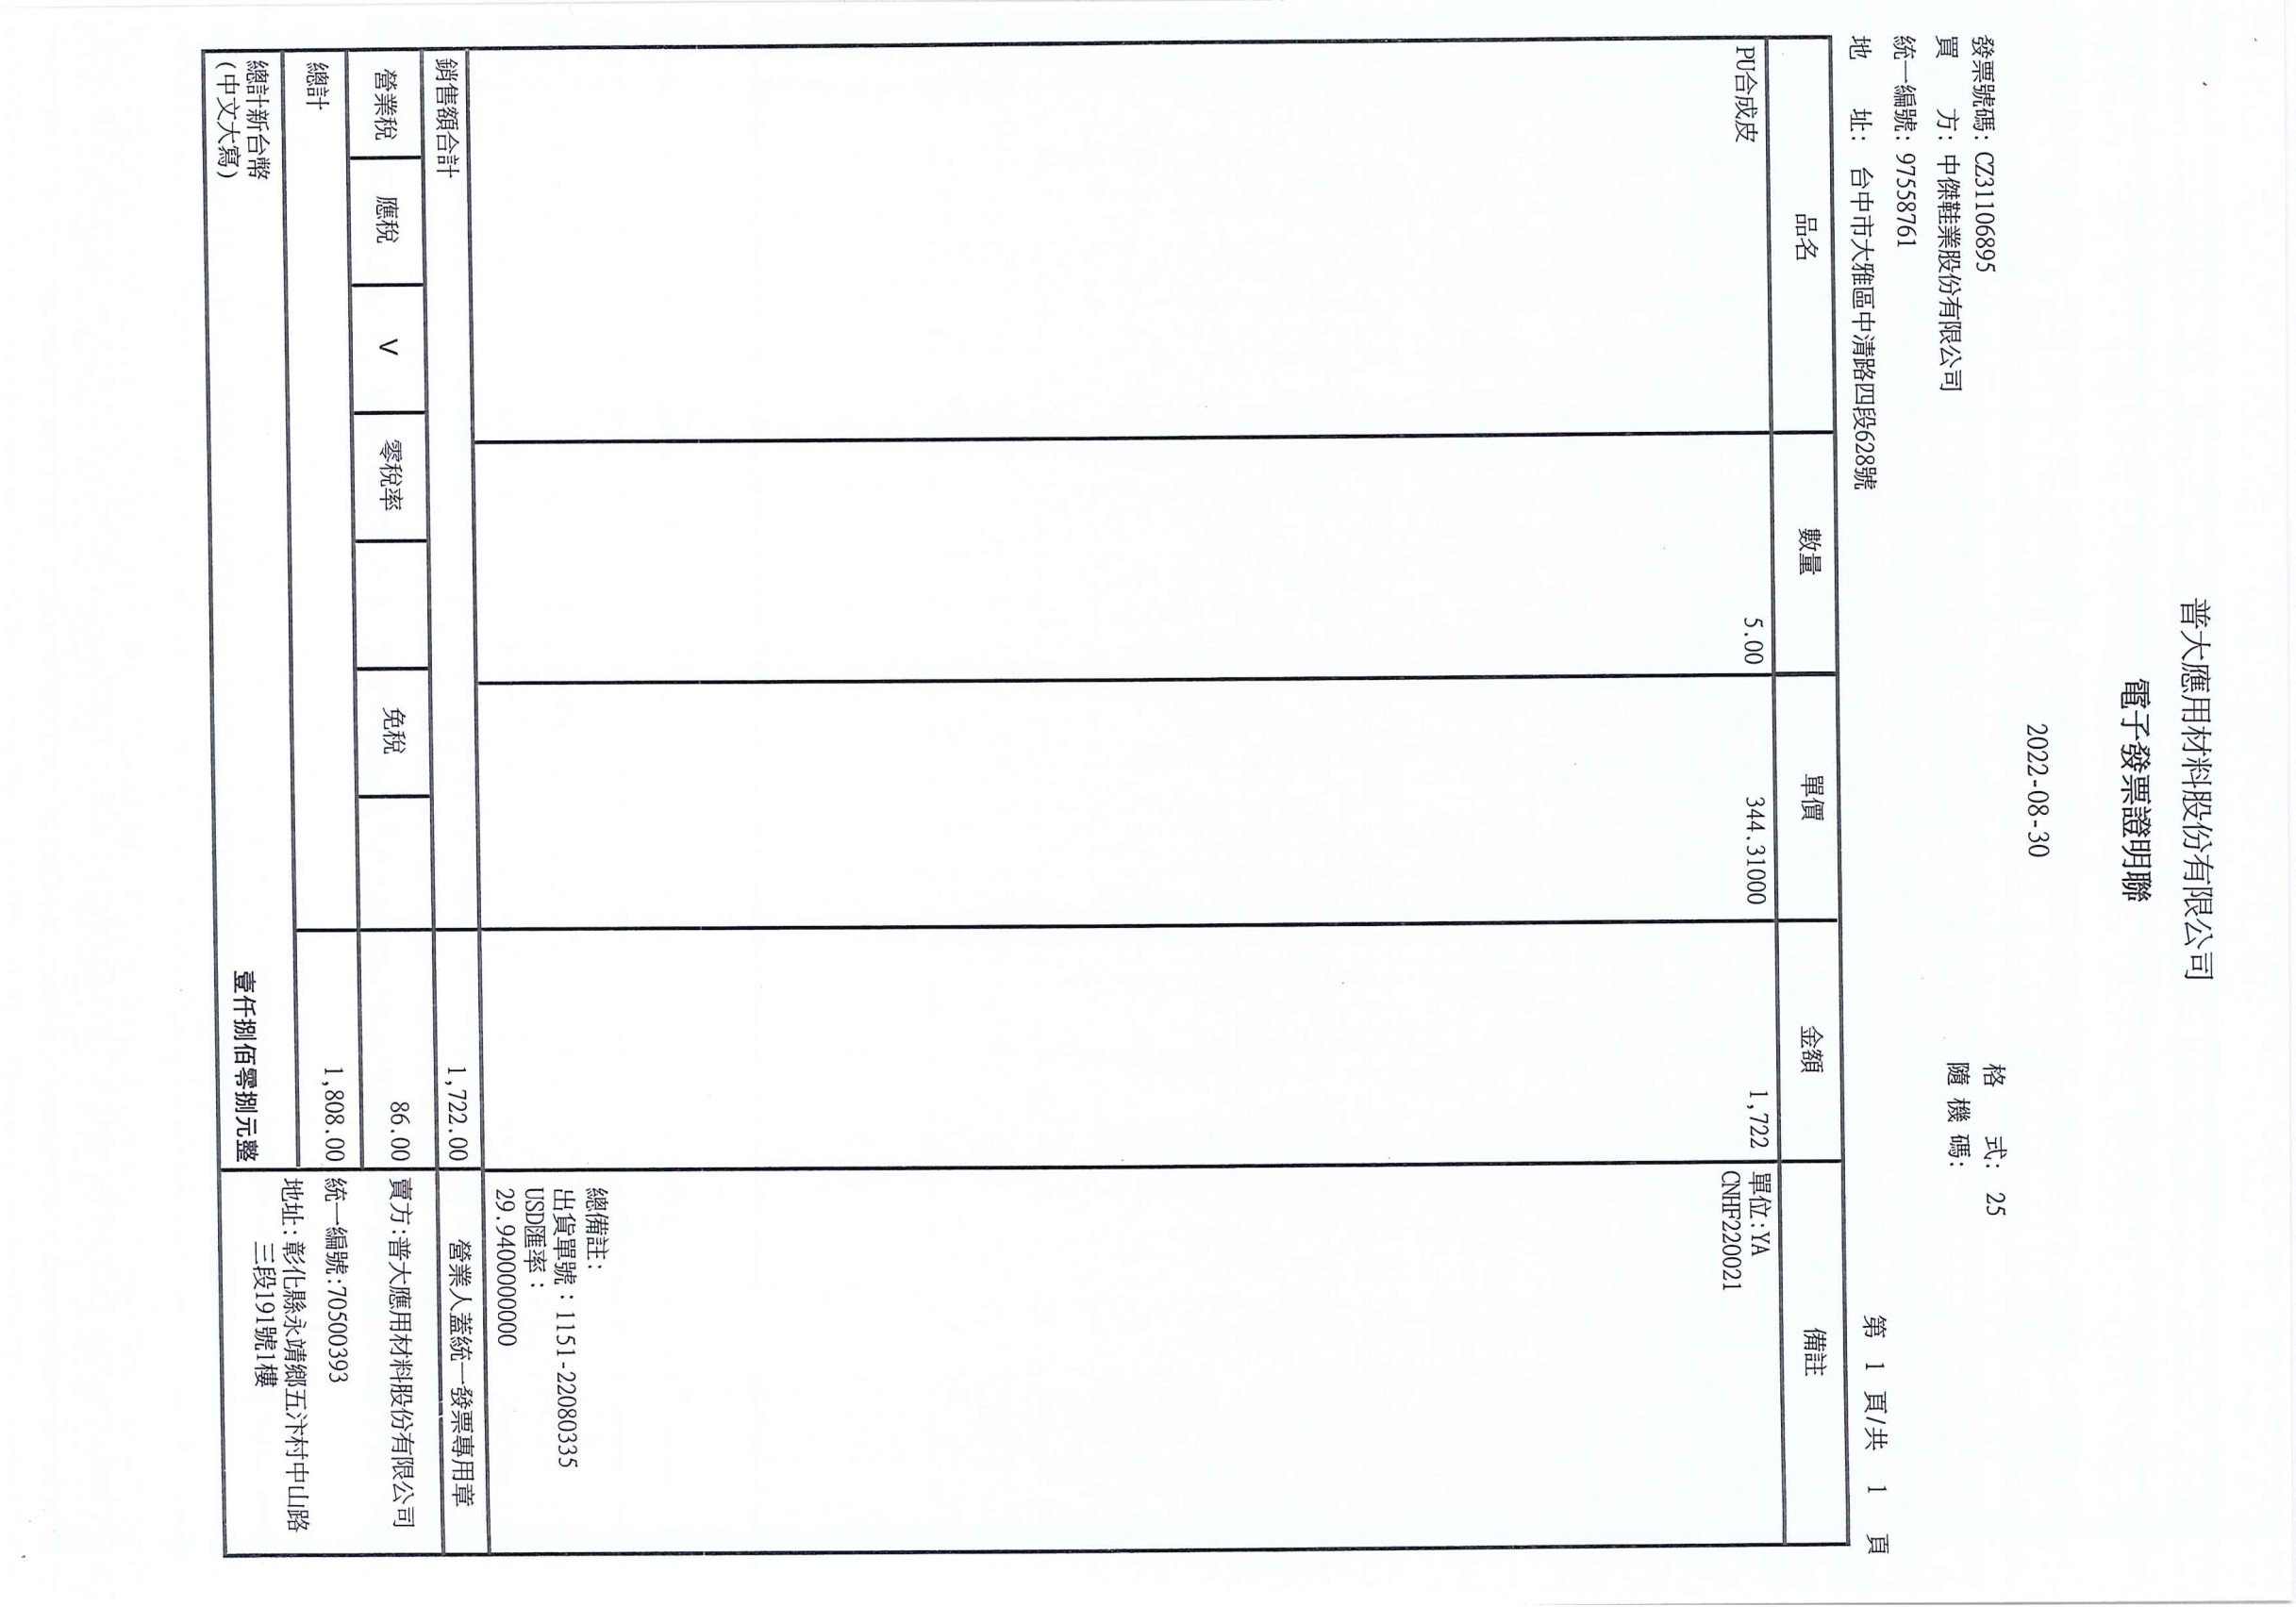 普大應用材料股份有限公司
電子發票證明聯
2022-08-30
發票號碼: CZ31106895
格　式: 25
買　方: 中傑鞋業股份有限公司
隨 機 碼:
統一編號: 97558761
地　址: 台中市大雅區中清路四段628號
第 1 頁/共 1 頁
品名 數量 單價 金額 備註
PU合成皮 5.00 344.31000 1,722 單位:YA
CNHF220021
總備註:
出貨單號：1151-22080335
USD匯率：
29.9400000000
銷售額合計 1,722.00 營業人蓋統一發票專用章
營業稅 應稅 V 零稅率 免稅 86.00 賣方:普大應用材料股份有限公司
總計 1,808.00 統一編號:70500393
地址:彰化縣永靖鄉五汴村中山路
三段191號1樓
總計新台幣
(中文大寫) 壹仟捌佰零捌元整